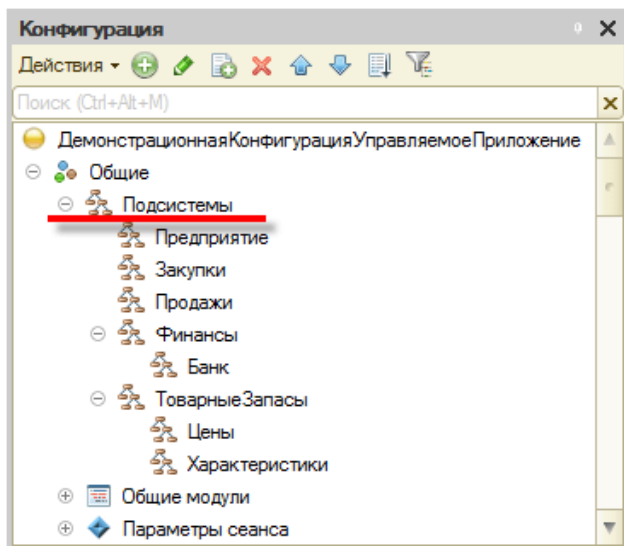 Конфигурация
Действия
Поиск (Ctrl+Alt+M)
ДемонстрационнаяКонфигурацияУправляемоеПриложение
Общие
Подсистемы
Предприятие
Закупки
Продажи
Финансы
Банк
ТоварныеЗапасы
Цены
Характеристики
Общие модули
Параметры сеанса